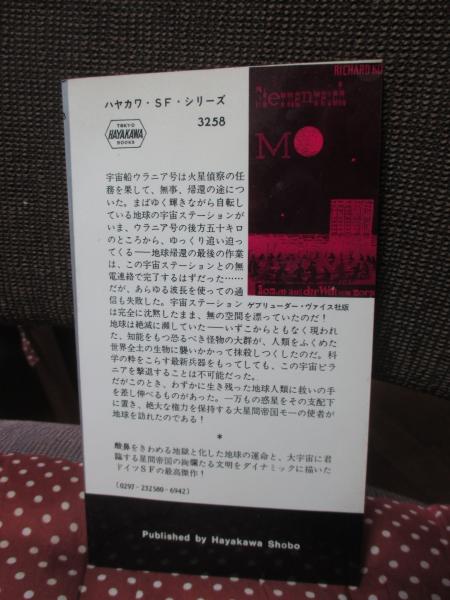 ハヤカワ・SF・シリーズ
TOKYO
HAYAKAWA
BOOKS
3258
RICHARD KO
M
宇宙船ウラニア号は火星偵察の任
務を果して、無事、帰還の途につ
いた。まばゆく輝きながら自転し
ている地球の宇宙ステーションが
いま、ウラニア号の後方五十キロ
のところから、ゆっくり追い迫っ
てくる——地球帰還の最後の作業
は、この宇宙ステーションとの無
電連絡で完了するはずだった……
だが、あらゆる波長を使っての通
信も失敗した。宇宙ステーション
ゲブリューダー・ヴァイス社版
は完全に沈黙したまま、無の空間を漂っていたのだ！
地球は絶滅に瀕していた——いずこからともなく現われ
た、知能をもつ恐るべき怪物の大群が、人類をふくめた
世界全土の生物に襲いかかって抹殺しつくしたのだ。科
学の粋をこらす最新兵器をもってしても、この宇宙ピラ
ニアを撃退することは不可能だった。
だがこのとき、わずかに生き残った地球人類に救いの手
を差し伸べるものがあった。一万もの惑星をその支配下
に置き、絶大な権力を保持する大星間帝国モーの使者が
地球を訪れたのである！
*
酸鼻をきわめる地獄と化した地球の運命と、大宇宙に君
臨する星間帝国の絢爛たる文明をダイナミックに描いた
ドイツSFの最高傑作！
(0297-232580-6942)
Published by Hayakawa Shobo